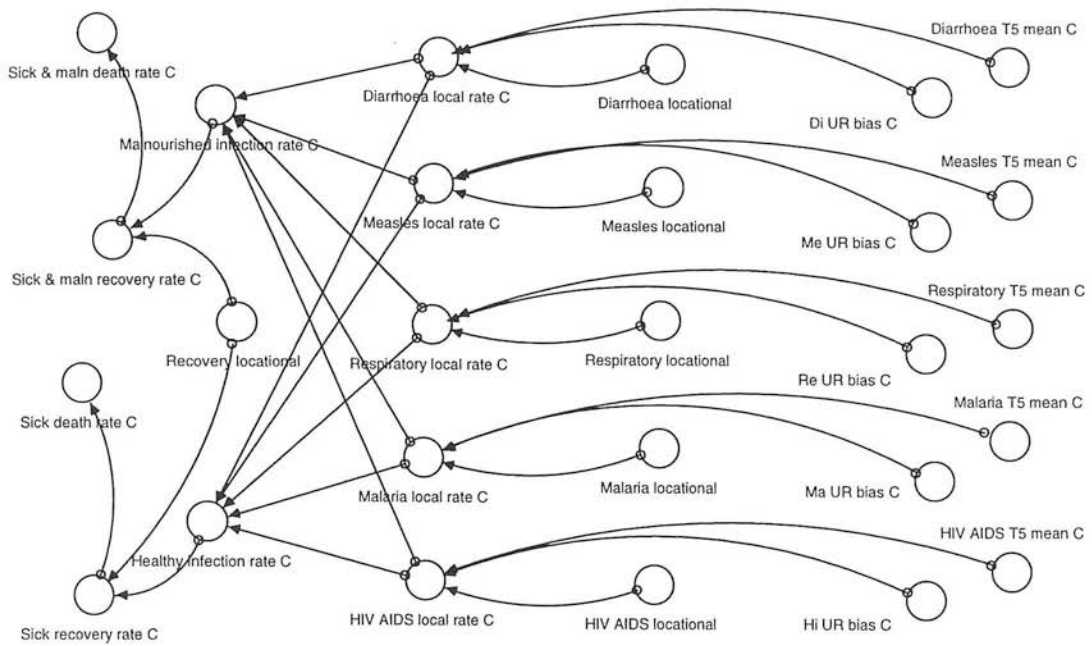 Diarrhoea T5 mean C
Sick & maln death rate C
Diarrhoea local rate C
Diarrhoea locational
Di UR bias C
Malnourished infection rate C
Measles T5 mean C
Measles local rate C
Measles locational
Me UR bias C
Sick & maln recovery rate C
Respiratory T5 mean C
Recovery locational
Respiratory local rate C
Respiratory locational
Re UR bias C
Malaria T5 mean C
Sick death rate C
Malaria local rate C
Malaria locational
Ma UR bias C
HIV AIDS T5 mean C
Healthy infection rate C
Sick recovery rate C
HIV AIDS local rate C
HIV AIDS locational
Hi UR bias C